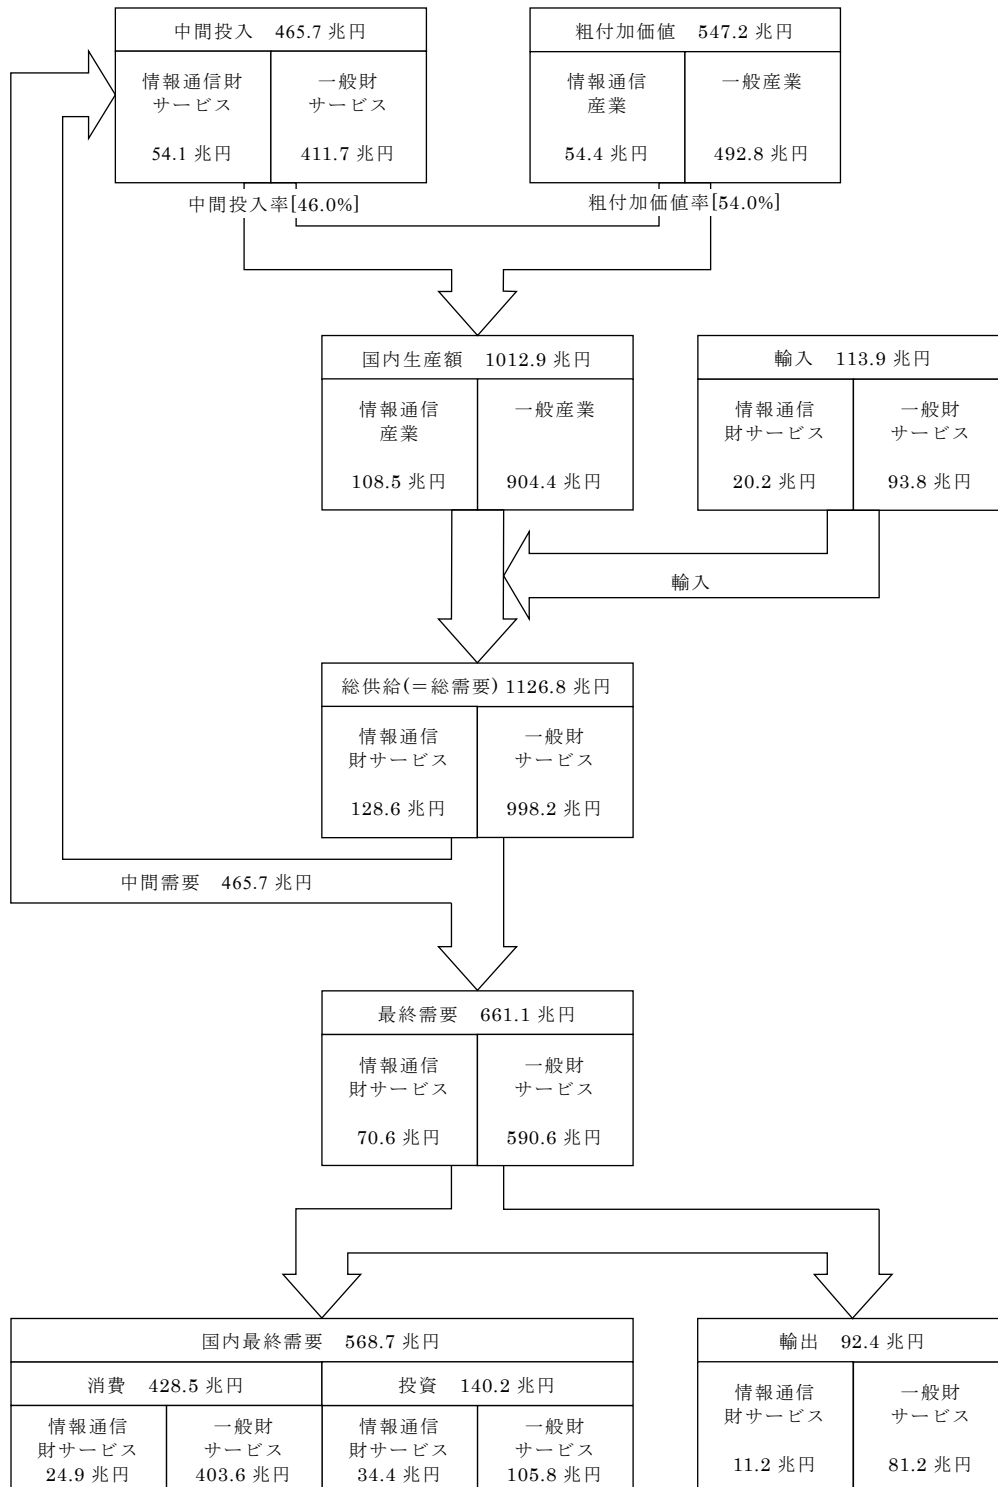 中間投入　465.7 兆円
情報通信財
サービス
54.1 兆円
一般財
サービス
411.7 兆円
粗付加価値　547.2 兆円
情報通信
産業
54.4 兆円
一般産業
492.8 兆円
中間投入率[46.0%]
粗付加価値率[54.0%]
国内生産額　1012.9 兆円
情報通信
産業
108.5 兆円
一般産業
904.4 兆円
輸入　113.9 兆円
情報通信
財サービス
20.2 兆円
一般財
サービス
93.8 兆円
輸入
総供給(＝総需要) 1126.8 兆円
情報通信
財サービス
128.6 兆円
一般財
サービス
998.2 兆円
中間需要　465.7 兆円
最終需要　661.1 兆円
情報通信
財サービス
70.6 兆円
一般財
サービス
590.6 兆円
国内最終需要　568.7 兆円
消費　428.5 兆円
情報通信
財サービス
24.9 兆円
一般財
サービス
403.6 兆円
投資　140.2 兆円
情報通信
財サービス
34.4 兆円
一般財
サービス
105.8 兆円
輸出　92.4 兆円
情報通信
財サービス
11.2 兆円
一般財
サービス
81.2 兆円